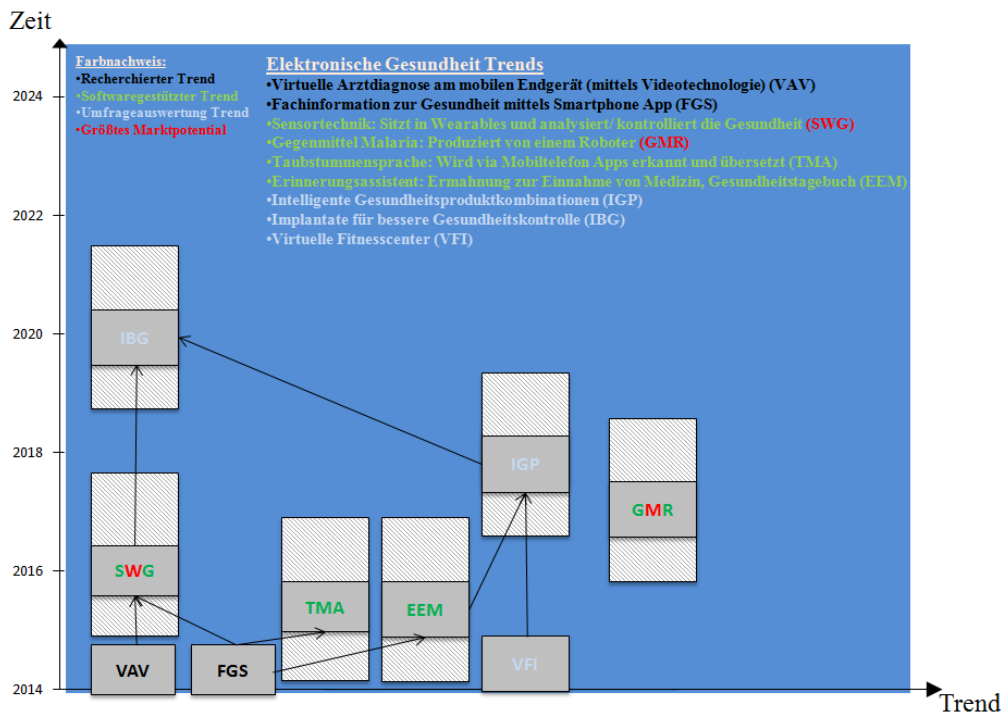 Zeit
Farbnachweis:
•Recherchierter Trend
•Softwaregestützter Trend
•Umfrageauswertung Trend
•Größtes Marktpotential
Elektronische Gesundheit Trends
•Virtuelle Arztdiagnose am mobilen Endgerät (mittels Videotechnologie) (VAV)
•Fachinformation zur Gesundheit mittels Smartphone App (FGS)
•Sensortechnik: Sitzt in Wearables und analysiert/ kontrolliert die Gesundheit (SWG)
•Gegenmittel Malaria: Produziert von einem Roboter (GMR)
•Taubstummensprache: Wird via Mobiltelefon Apps erkannt und übersetzt (TMA)
•Erinnerungsassistent: Ermahnung zur Einnahme von Medizin, Gesundheitstagebuch (EEM)
•Intelligente Gesundheitsproduktkombinationen (IGP)
•Implantate für bessere Gesundheitskontrolle (IBG)
•Virtuelle Fitnesscenter (VFI)
2024
2022
2020
2018
2016
2014
IBG
IGP
GMR
SWG
TMA
EEM
VAV
FGS
VFI
Trend